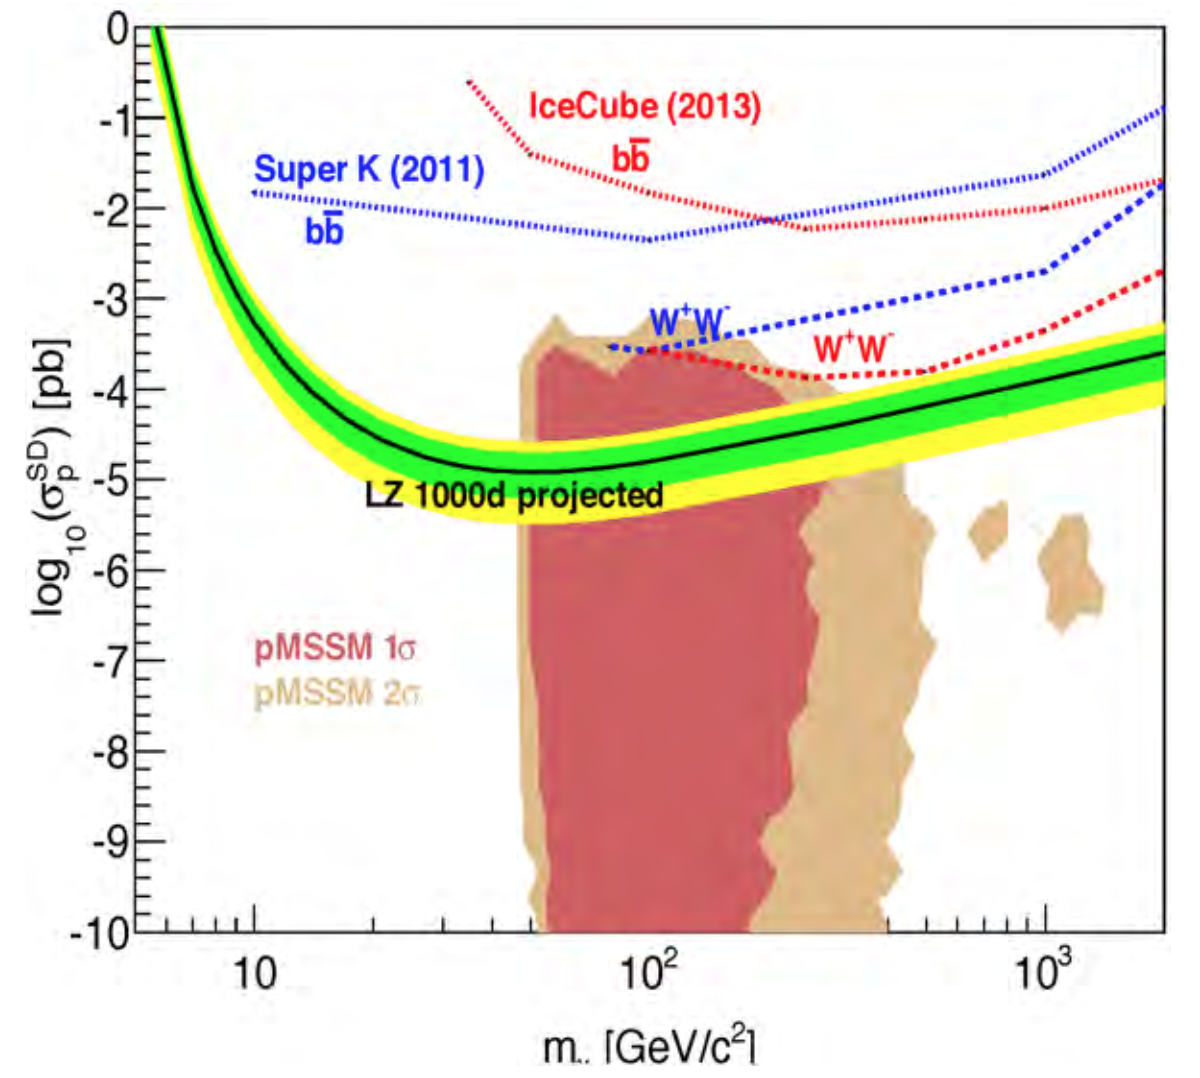 0
-1
-2
-3
-4
-5
-6
-7
-8
-9
-10
log₁₀(σₚˢᴰ) [pb]
IceCube (2013)
bb̅
Super K (2011)
bb̅
W⁺W⁻
W⁺W⁻
LZ 1000d projected
pMSSM 1σ
pMSSM 2σ
10
10²
10³
m [GeV/c²]